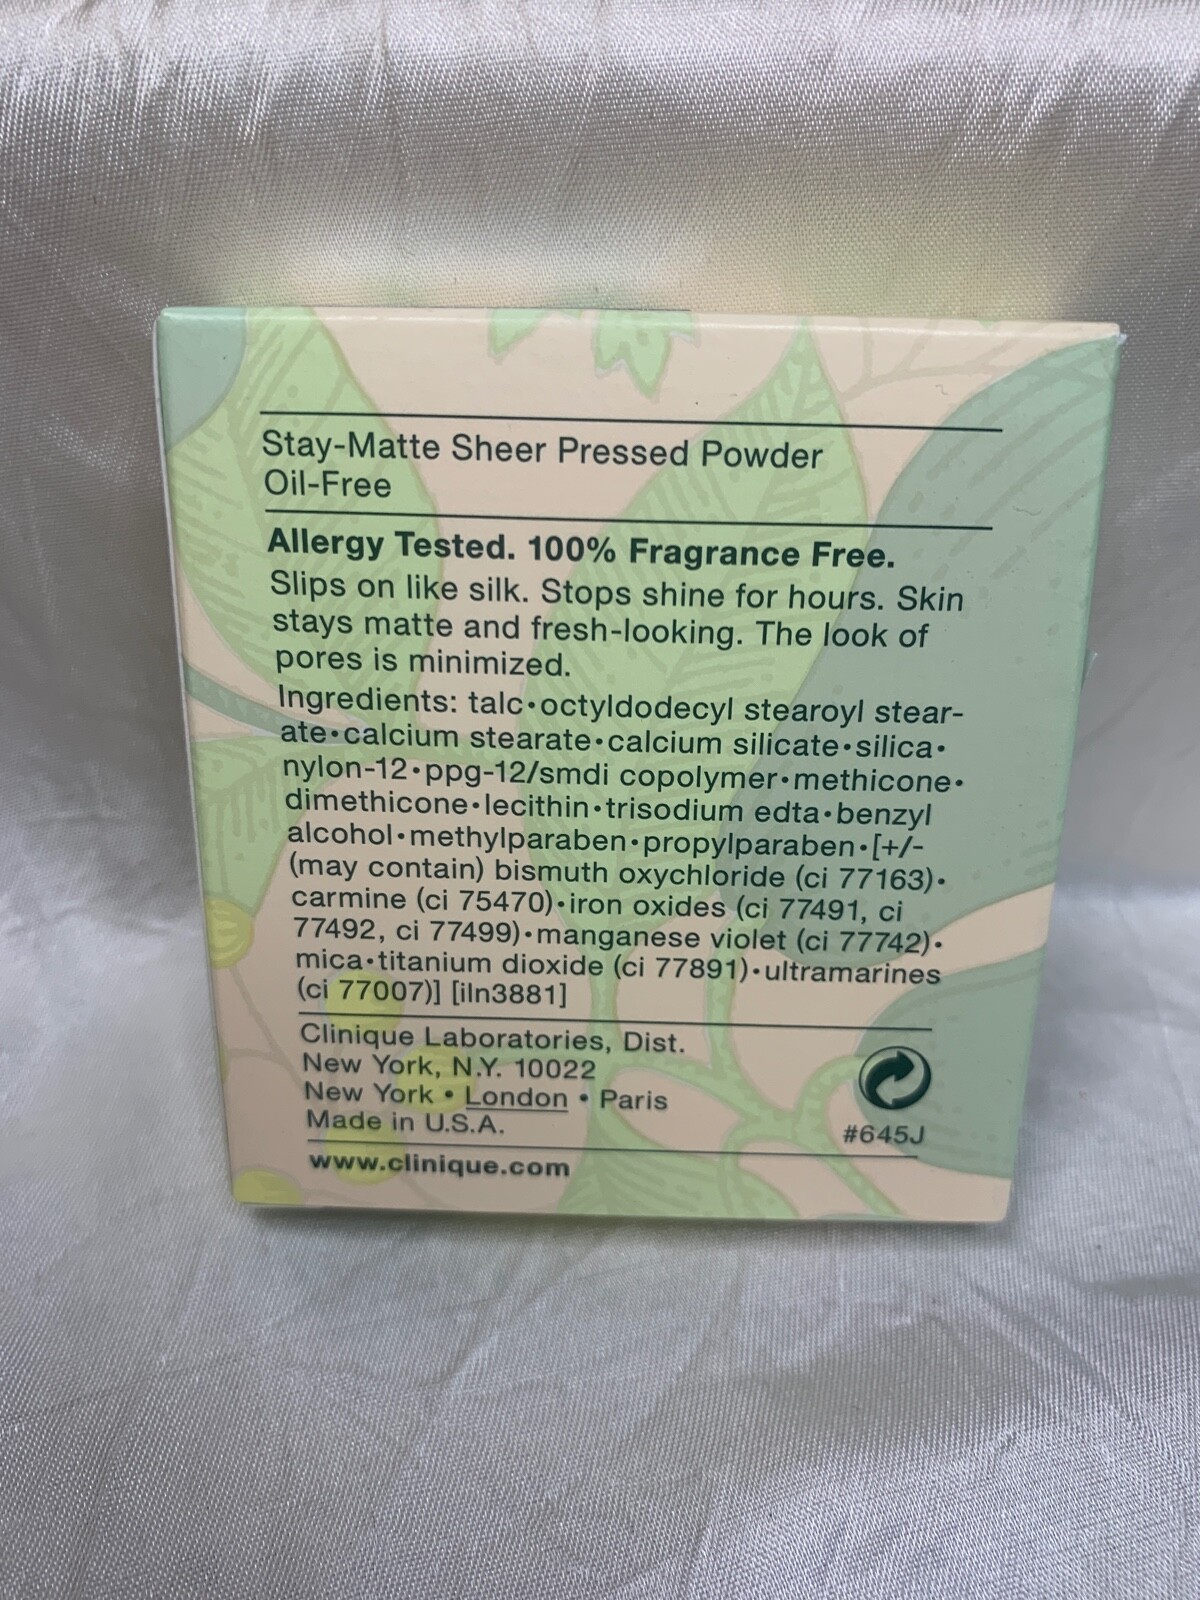 Stay-Matte Sheer Pressed Powder
Oil-Free
Allergy Tested. 100% Fragrance Free.
Slips on like silk. Stops shine for hours. Skin
stays matte and fresh-looking. The look of
pores is minimized.
Ingredients: talc•octyldodecyl stearoyl stear-
ate•calcium stearate•calcium silicate•silica•
nylon-12•ppg-12/smdi copolymer•methicone•
dimethicone•lecithin•trisodium edta•benzyl
alcohol•methylparaben•propylparaben•[+/-
(may contain) bismuth oxychloride (ci 77163)•
carmine (ci 75470)•iron oxides (ci 77491, ci
77492, ci 77499)•manganese violet (ci 77742)•
mica•titanium dioxide (ci 77891)•ultramarines
(ci 77007)] [iln3881]
Clinique Laboratories, Dist.
New York, N.Y. 10022
New York • London • Paris
Made in U.S.A.
#645J
www.clinique.com